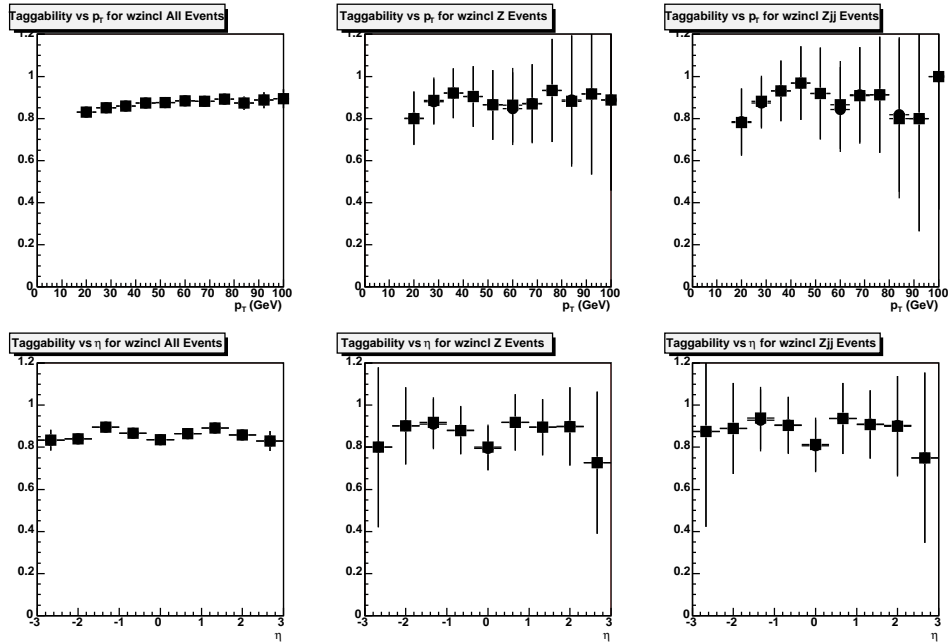 Taggability vs p_T for wzincl All Events
1.2
1
0.8
0.6
0.4
0.2
0
0 10 20 30 40 50 60 70 80 90 100
p_T (GeV)
Taggability vs p_T for wzincl Z Events
1.2
1
0.8
0.6
0.4
0.2
0
0 10 20 30 40 50 60 70 80 90 100
p_T (GeV)
Taggability vs p_T for wzincl Zjj Events
1.2
1
0.8
0.6
0.4
0.2
0
0 10 20 30 40 50 60 70 80 90 100
p_T (GeV)
Taggability vs η for wzincl All Events
1.2
1
0.8
0.6
0.4
0.2
0
-3 -2 -1 0 1 2 3
η
Taggability vs η for wzincl Z Events
1.2
1
0.8
0.6
0.4
0.2
0
-3 -2 -1 0 1 2 3
η
Taggability vs η for wzincl Zjj Events
1.2
1
0.8
0.6
0.4
0.2
0
-3 -2 -1 0 1 2 3
η